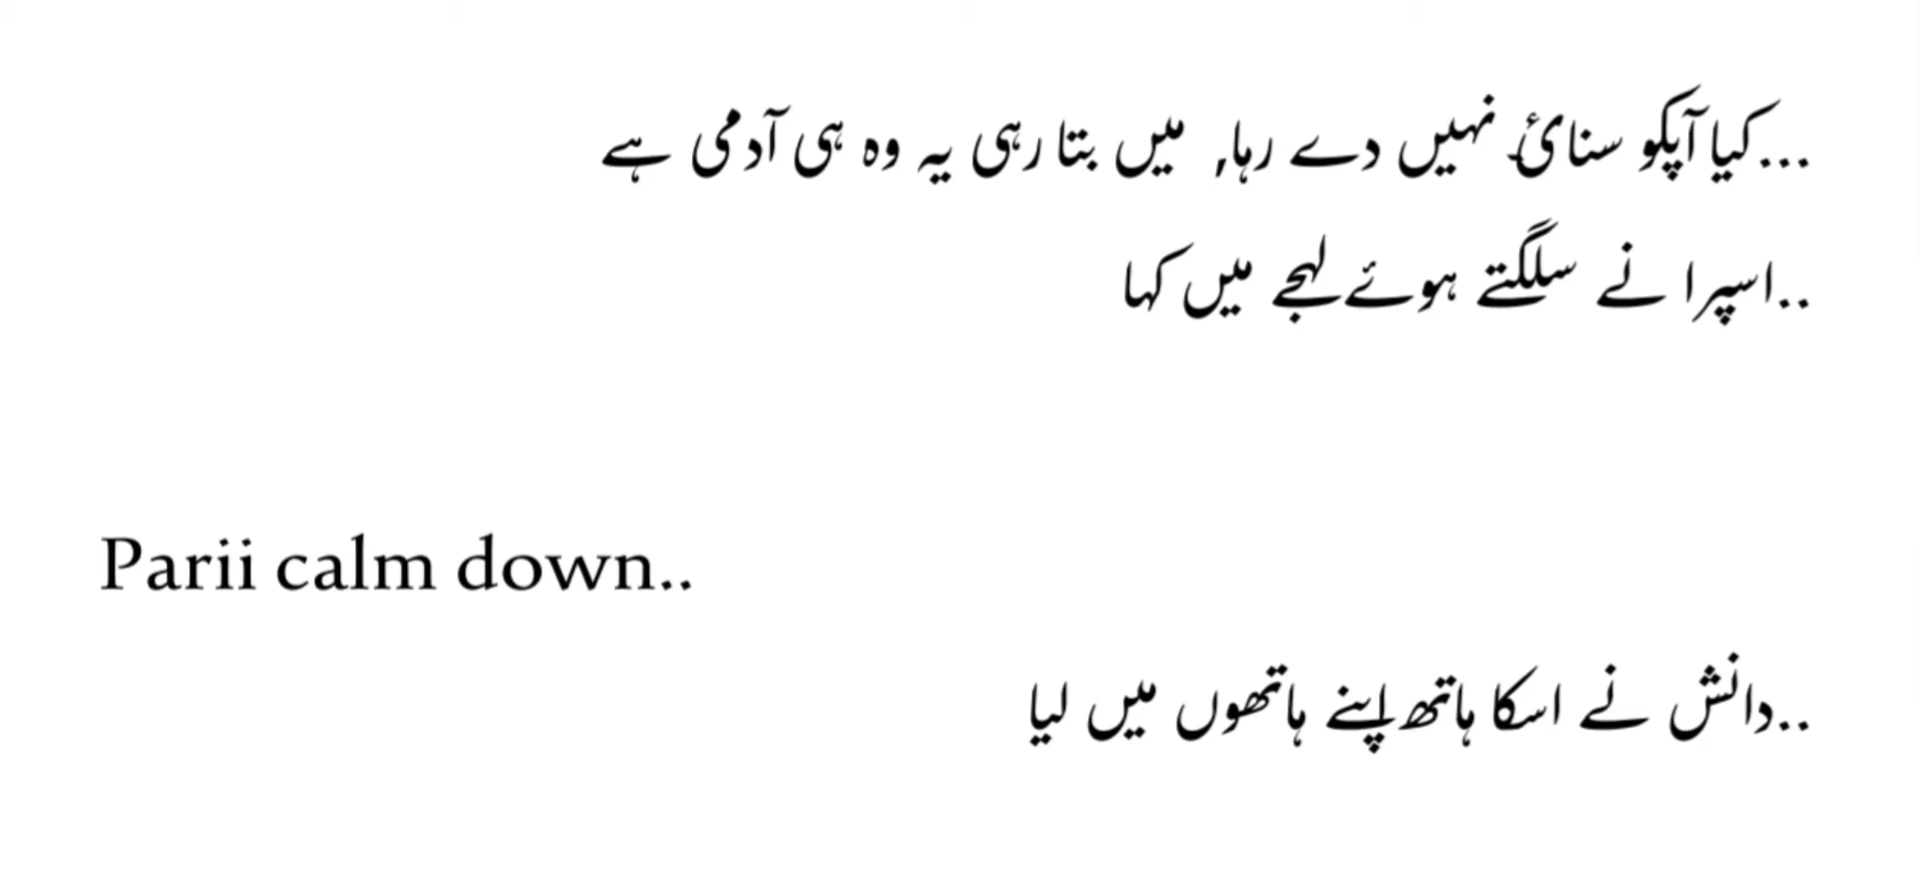 ...کیا آپکو سنائ نہیں دے رہا, میں بتا رہی یہ وہ ہی آدمی ہے
..اسپرا نے سلگتے ہوئے لہجے میں کہا
Parii calm down..
..دانش نے اسکا ہاتھ اپنے ہاتھوں میں لیا